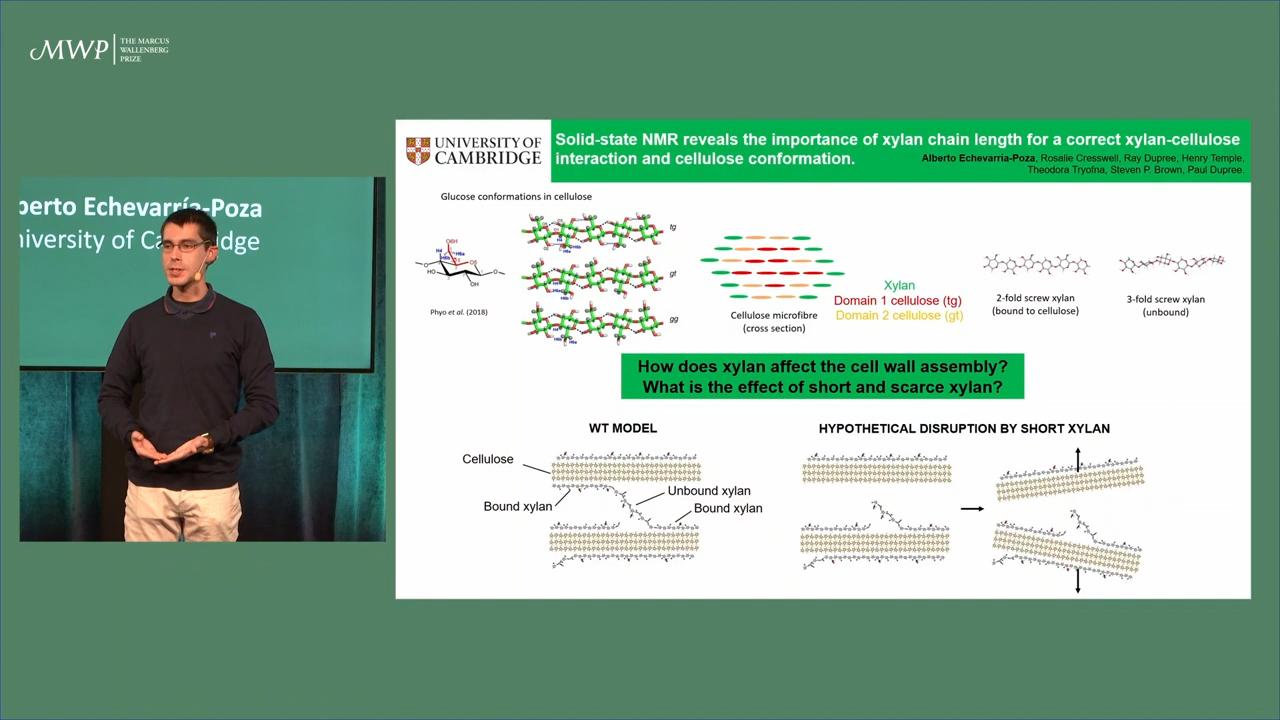 MWP
THE MARCUS
WALLENBERG
PRIZE
UNIVERSITY OF
CAMBRIDGE
Solid-state NMR reveals the importance of xylan chain length for a correct xylan-cellulose
interaction and cellulose conformation.
Alberto Echevarría-Poza, Rosalie Cresswell, Ray Dupree, Henry Temple,
Theodora Tryofna, Steven P. Brown, Paul Dupree.
berto Echevarría-Poza
niversity of Ca dge
Glucose conformations in cellulose
tg
gt
gg
HO
OH
Phyo et al. (2018)
Cellulose microfibre
(cross section)
Xylan
Domain 1 cellulose (tg)
Domain 2 cellulose (gt)
2-fold screw xylan
(bound to cellulose)
3-fold screw xylan
(unbound)
How does xylan affect the cell wall assembly?
What is the effect of short and scarce xylan?
WT MODEL
Cellulose
Bound xylan
Unbound xylan
Bound xylan
HYPOTHETICAL DISRUPTION BY SHORT XYLAN